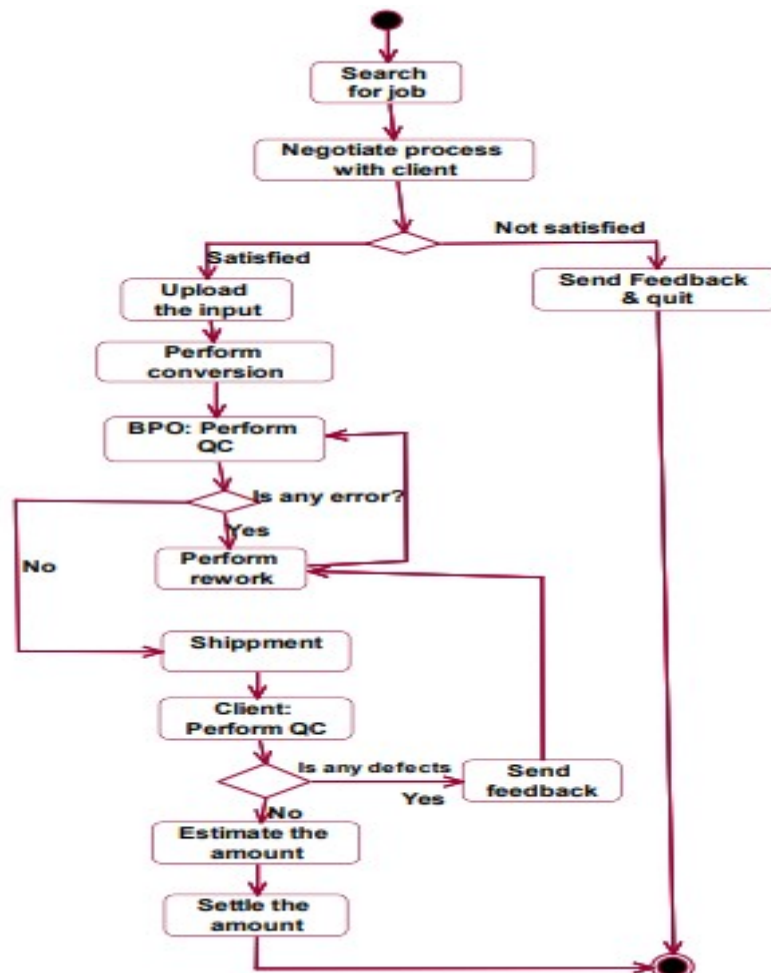 Search
for job
Negotiate process
with client
Not satisfied
Satisfied
Upload
the input
Send Feedback
& quit
Perform
conversion
BPO: Perform
QC
Is any error?
Yes
No
Perform
rework
Shippment
Client:
Perform QC
Is any defects
Yes
Send
feedback
No
Estimate the
amount
Settle the
amount